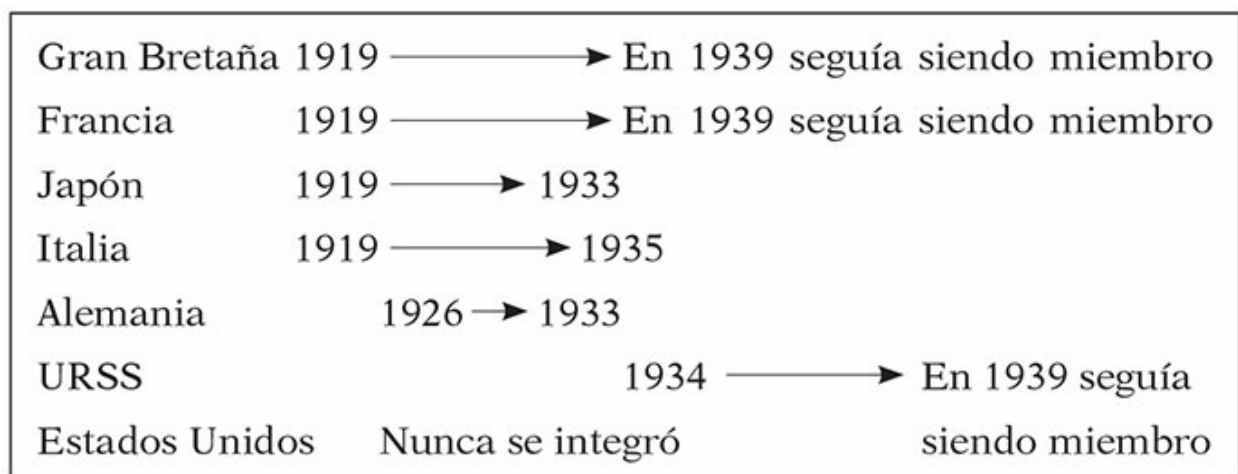 Gran Bretaña 1919 En 1939 seguía siendo miembro
Francia 1919 En 1939 seguía siendo miembro
Japón 1919 1933
Italia 1919 1935
Alemania 1926 1933
URSS 1934 En 1939 seguía
Estados Unidos Nunca se integró siendo miembro